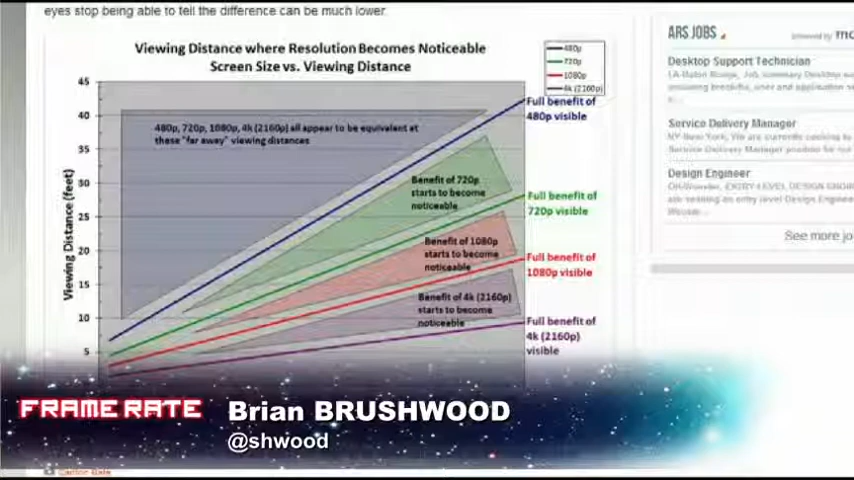 eyes stop being able to tell the difference can be much lower.
Viewing Distance where Resolution Becomes Noticeable
Screen Size vs. Viewing Distance
480p
720p
1080p
4k (2160p)
45
40
35
30
25
20
15
10
5
Viewing Distance (feet)
480p, 720p, 1080p, 4k (2160p) all appear to be equivalent at
these "far away" viewing distances
Full benefit of
480p visible
Benefit of 720p
starts to become
noticeable
Full benefit of
720p visible
Benefit of 1080p
starts to become
noticeable
Full benefit of
1080p visible
Benefit of 4k (2160p)
starts to become
noticeable
Full benefit of
4k (2160p)
visible
ARS JOBS
powered by
Desktop Support Technician
Service Delivery Manager
Design Engineer
See more jo
FRAME RATE
Brian BRUSHWOOD
@shwood
Carlton Bale